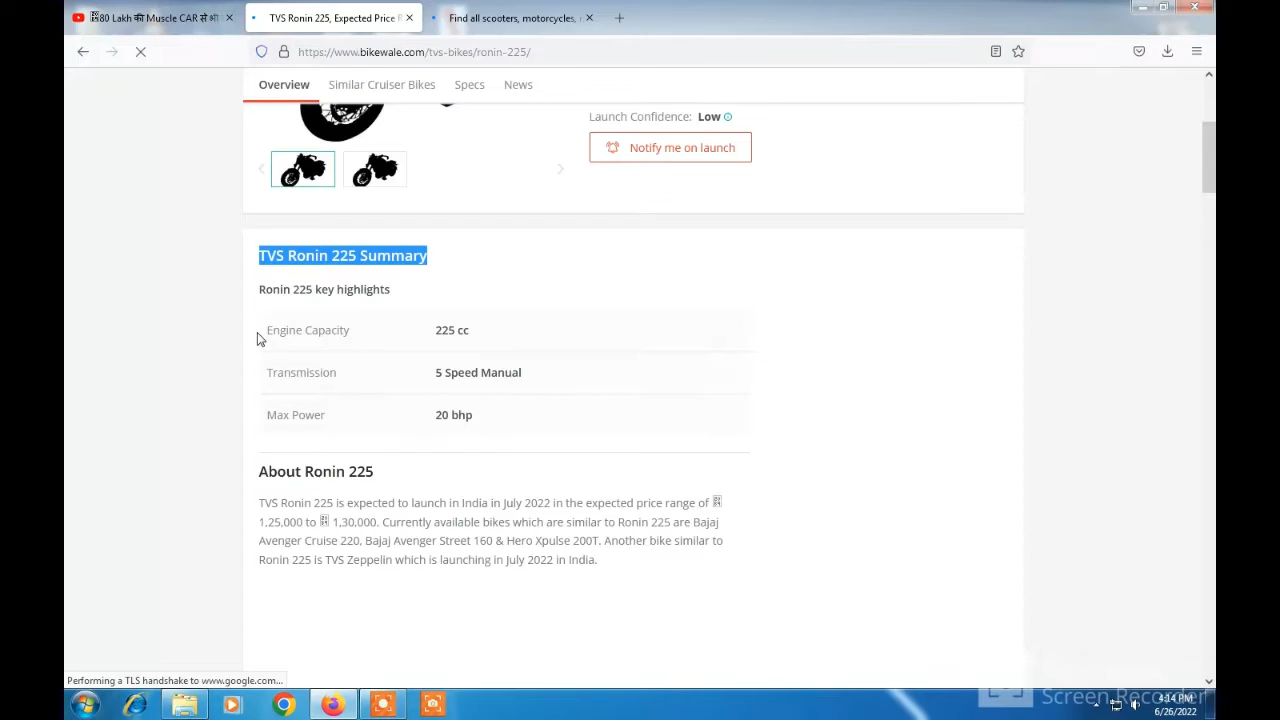 80 Lakh की Muscle CAR से ऑ
TVS Ronin 225, Expected Price R
Find all scooters, motorcycles,
https://www.bikewale.com/tvs-bikes/ronin-225/
Overview Similar Cruiser Bikes Specs News
Launch Confidence: Low
Notify me on launch
TVS Ronin 225 Summary
Ronin 225 key highlights
Engine Capacity 225 cc
Transmission 5 Speed Manual
Max Power 20 bhp
About Ronin 225
TVS Ronin 225 is expected to launch in India in July 2022 in the expected price range of
1,25,000 to 1,30,000. Currently available bikes which are similar to Ronin 225 are Bajaj
Avenger Cruise 220, Bajaj Avenger Street 160 & Hero Xpulse 200T. Another bike similar to
Ronin 225 is TVS Zeppelin which is launching in July 2022 in India.
Performing a TLS handshake to www.google.com...
Screen Recorder
4:14 PM
6/26/2022